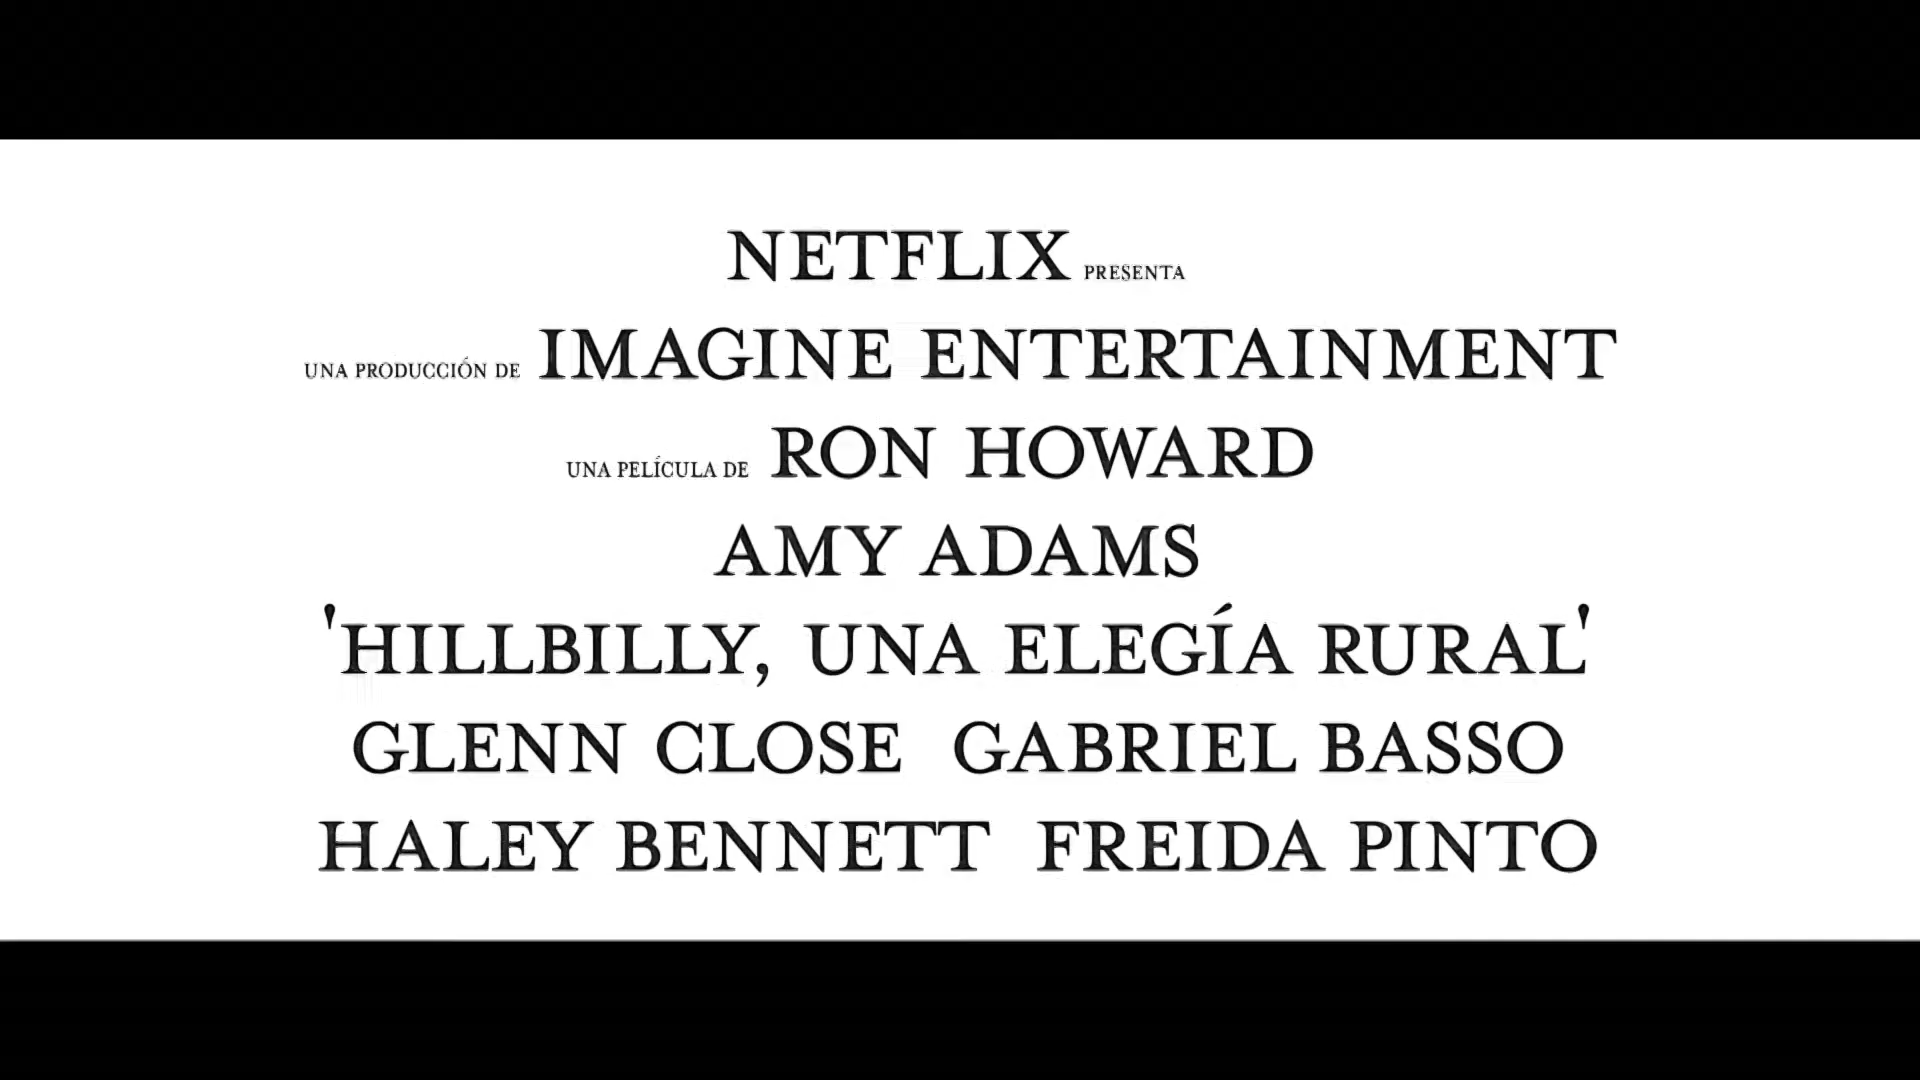 NETFLIX PRESENTA
UNA PRODUCCIÓN DE IMAGINE ENTERTAINMENT
UNA PELÍCULA DE RON HOWARD
AMY ADAMS
'HILLBILLY, UNA ELEGÍA RURAL'
GLENN CLOSE GABRIEL BASSO
HALEY BENNETT FREIDA PINTO